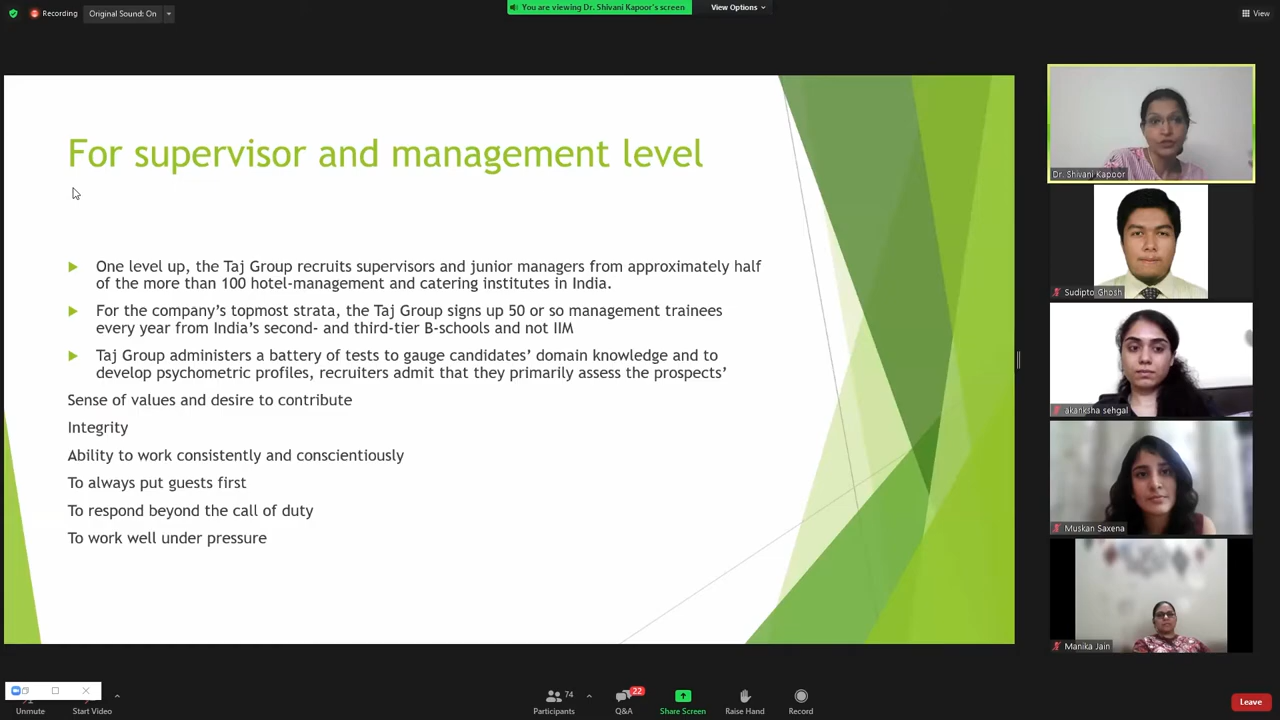 Recording
Original Sound: On
You are viewing Dr. Shivani Kapoor's screen
View Options
View
For supervisor and management level
One level up, the Taj Group recruits supervisors and junior managers from approximately half
of the more than 100 hotel-management and catering institutes in India.
For the company's topmost strata, the Taj Group signs up 50 or so management trainees
every year from India's second- and third-tier B-schools and not IIM
Taj Group administers a battery of tests to gauge candidates' domain knowledge and to
develop psychometric profiles, recruiters admit that they primarily assess the prospects'
Sense of values and desire to contribute
Integrity
Ability to work consistently and conscientiously
To always put guests first
To respond beyond the call of duty
To work well under pressure
Dr. Shivani Kapoor
Sudipto Ghosh
akanksha sehgal
Muskan Saxena
Manika Jain
Unmute
Start Video
74
Participants
22
Q&A
Share Screen
Raise Hand
Record
Leave